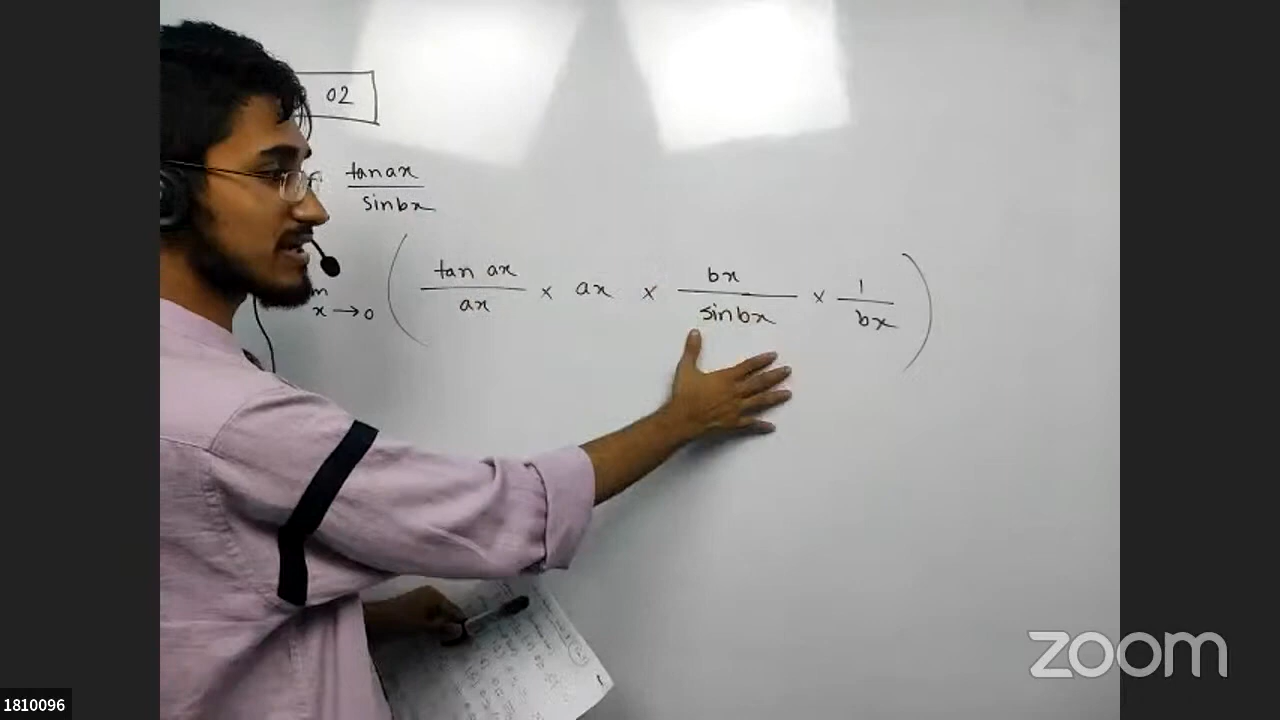 02
tan ax / sin bx
x → 0 ( tan ax / ax × ax × bx / sin bx × 1 / bx )
zoom
1810096